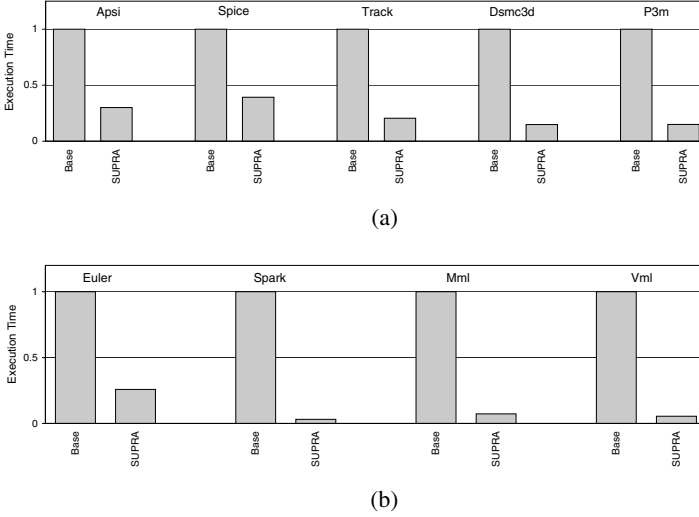 Apsi Spice Track Dsmc3d P3m
Execution Time
1
0.5
0
Base SUPRA Base SUPRA Base SUPRA Base SUPRA Base SUPRA
(a)
Euler Spark Mml Vml
Execution Time
1
0.5
0
Base SUPRA Base SUPRA Base SUPRA Base SUPRA
(b)